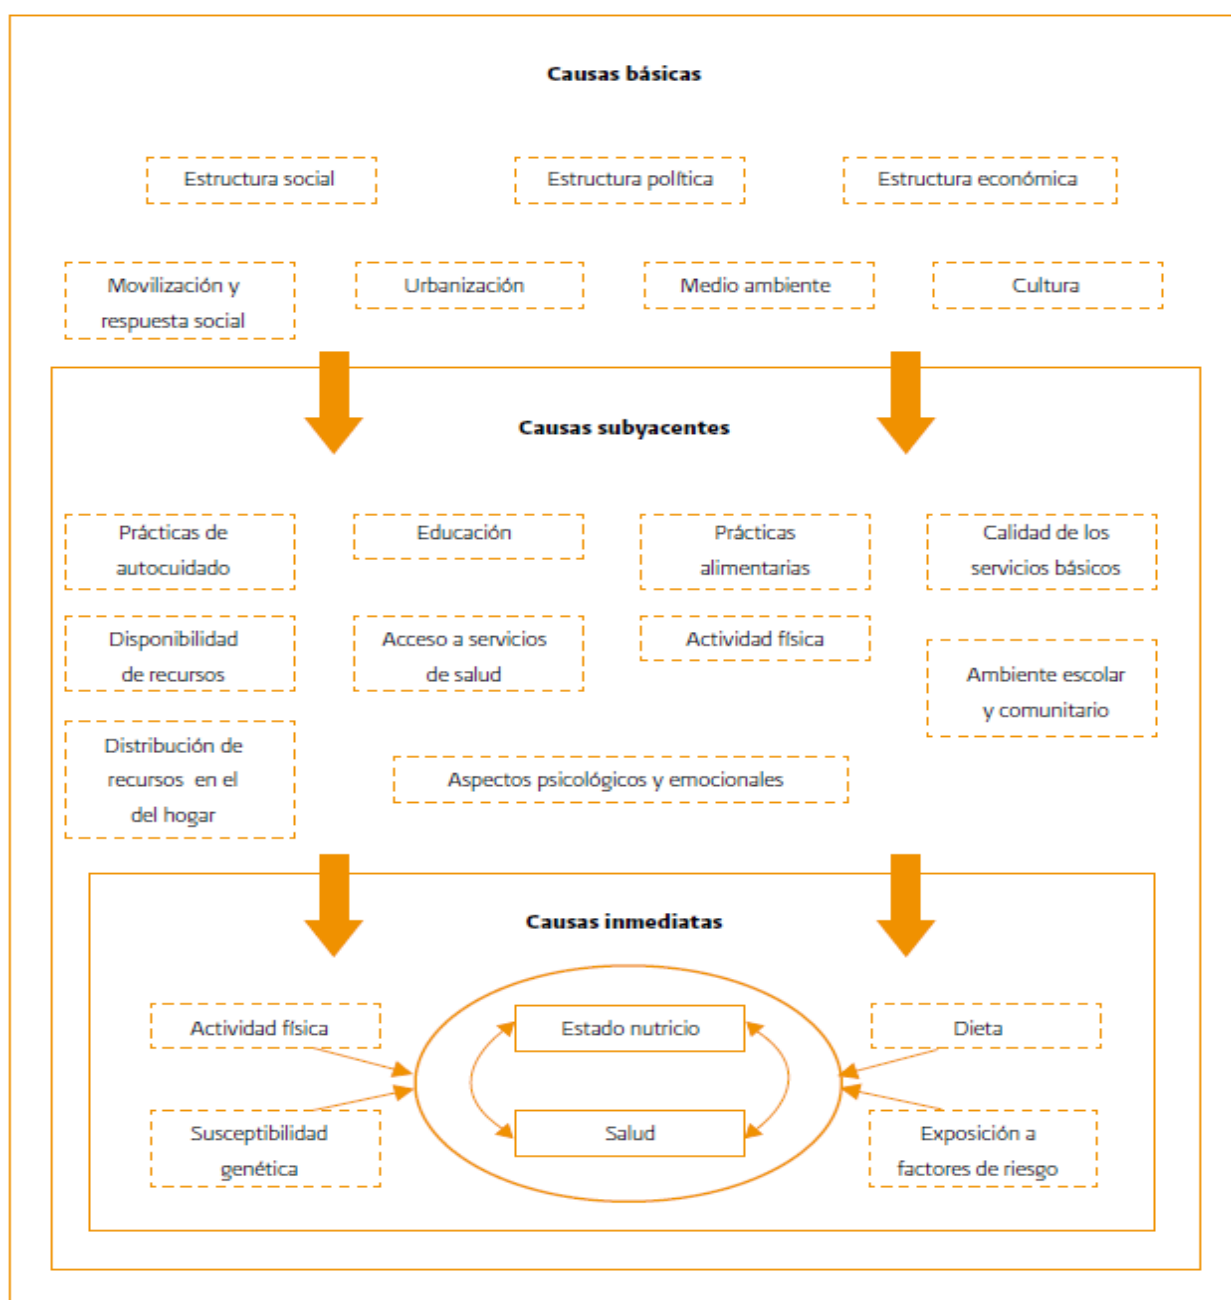 Causas básicas
Estructura social
Estructura política
Estructura económica
Movilización y
respuesta social
Urbanización
Medio ambiente
Cultura
Causas subyacentes
Prácticas de
autocuidado
Educación
Prácticas
alimentarias
Calidad de los
servicios básicos
Disponibilidad
de recursos
Acceso a servicios
de salud
Actividad física
Ambiente escolar
y comunitario
Distribución de
recursos en el
del hogar
Aspectos psicológicos y emocionales
Causas inmediatas
Actividad física
Estado nutricio
Dieta
Susceptibilidad
genética
Salud
Exposición a
factores de riesgo